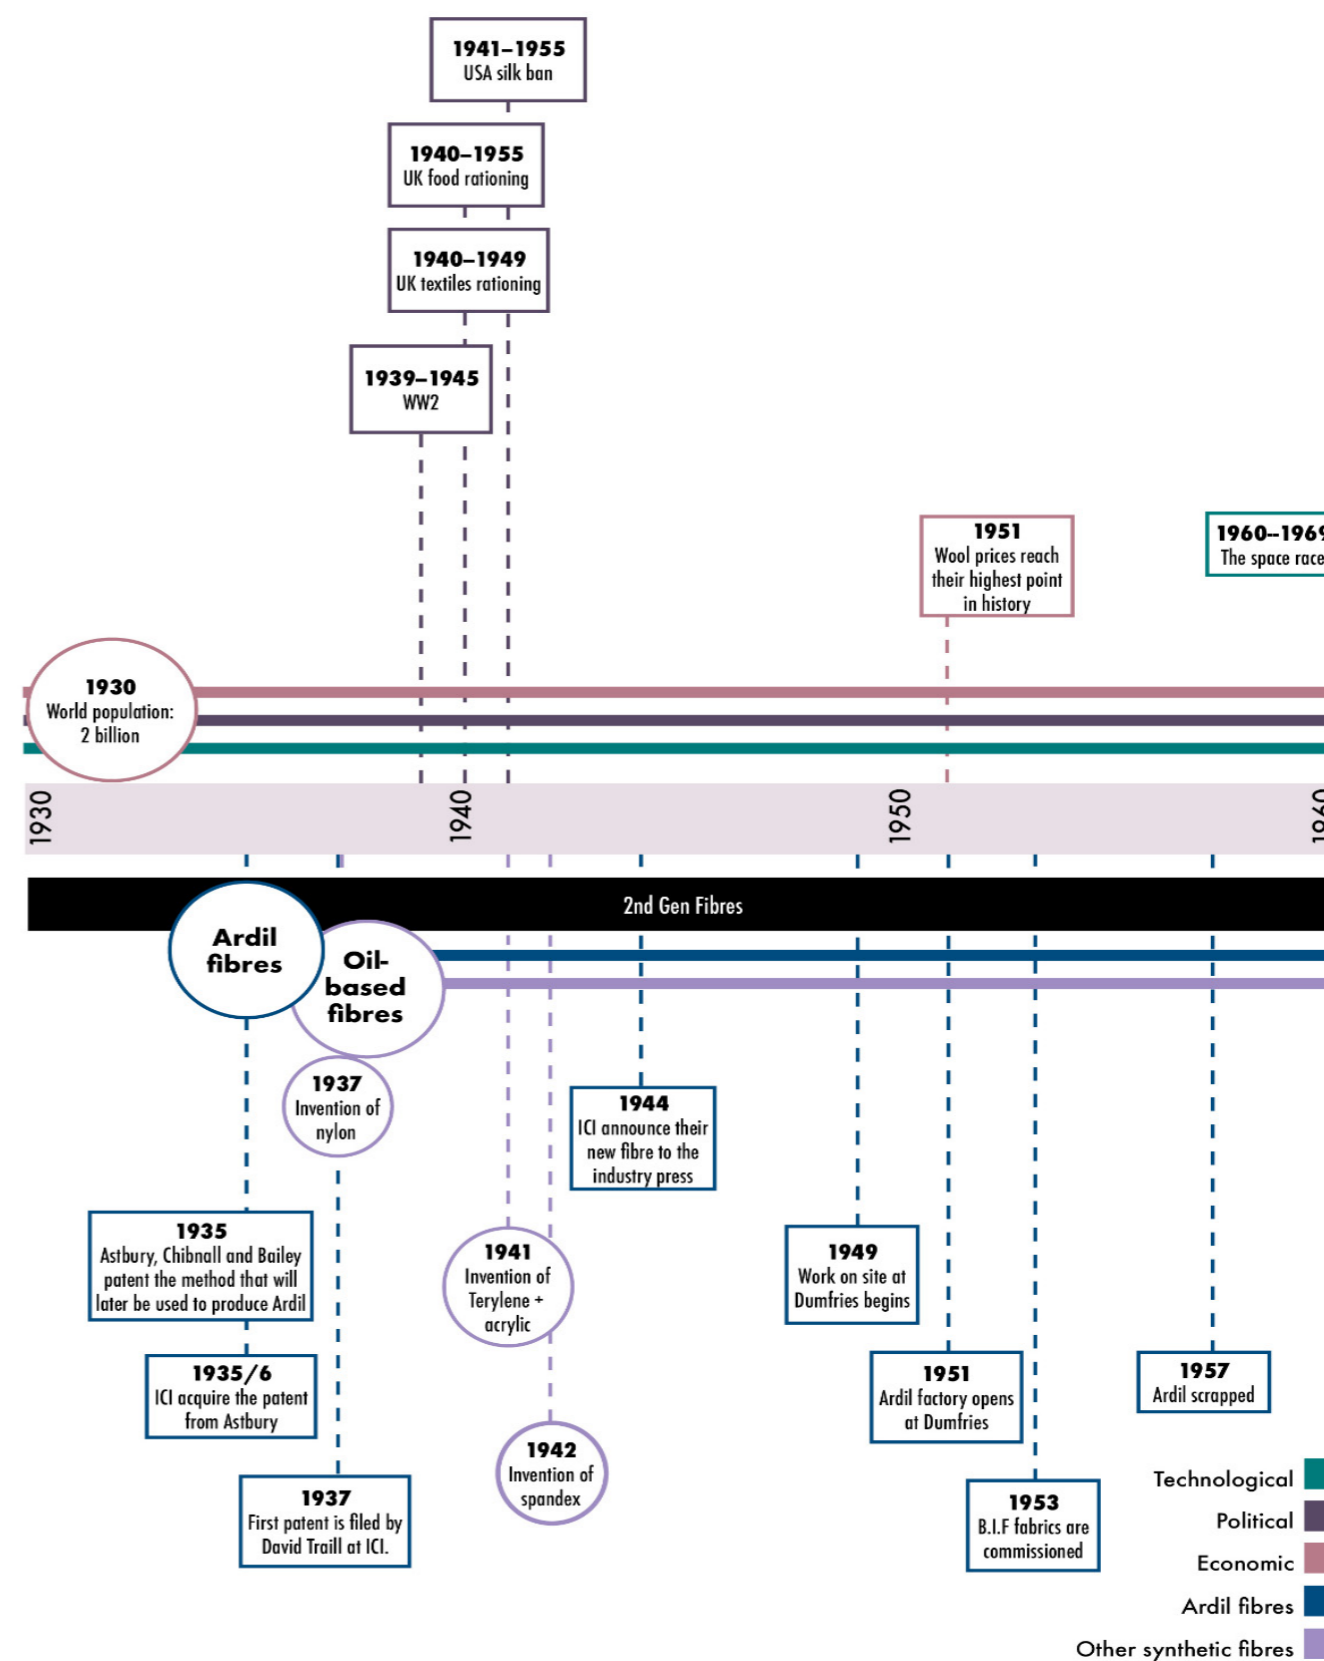 1941–1955
USA silk ban
1940–1955
UK food rationing
1940–1949
UK textiles rationing
1939–1945
WW2
1951
Wool prices reach
their highest point
in history
1960--1969
The space race
1930
World population:
2 billion
1930
1940
1950
1960
2nd Gen Fibres
Ardil
fibres
Oil-
based
fibres
1937
Invention of
nylon
1944
ICI announce their
new fibre to the
industry press
1935
Astbury, Chibnall and Bailey
patent the method that will
later be used to produce Ardil
1941
Invention of
Terylene +
acrylic
1949
Work on site at
Dumfries begins
1935/6
ICI acquire the patent
from Astbury
1951
Ardil factory opens
at Dumfries
1957
Ardil scrapped
1942
Invention of
spandex
1937
First patent is filed by
David Traill at ICI.
1953
B.I.F fabrics are
commissioned
Technological
Political
Economic
Ardil fibres
Other synthetic fibres